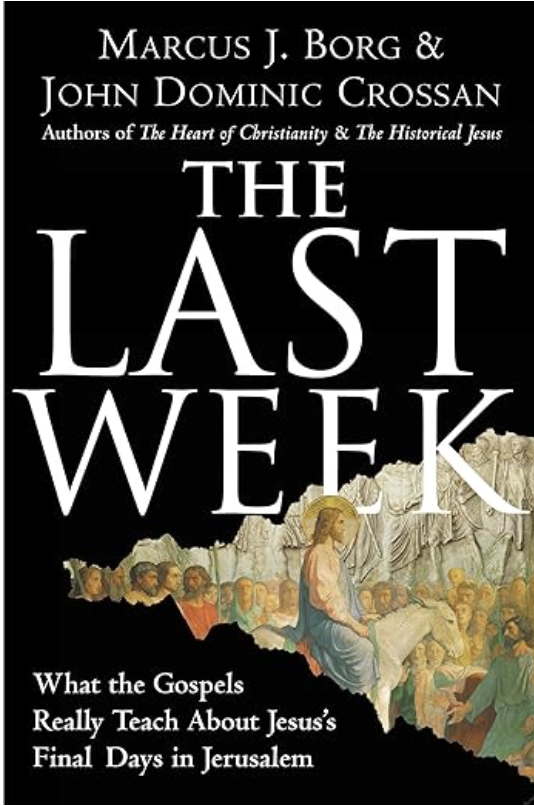 MARCUS J. BORG &
JOHN DOMINIC CROSSAN
Authors of The Heart of Christianity & The Historical Jesus
THE
LAST
WEEK
What the Gospels
Really Teach About Jesus's
Final Days in Jerusalem